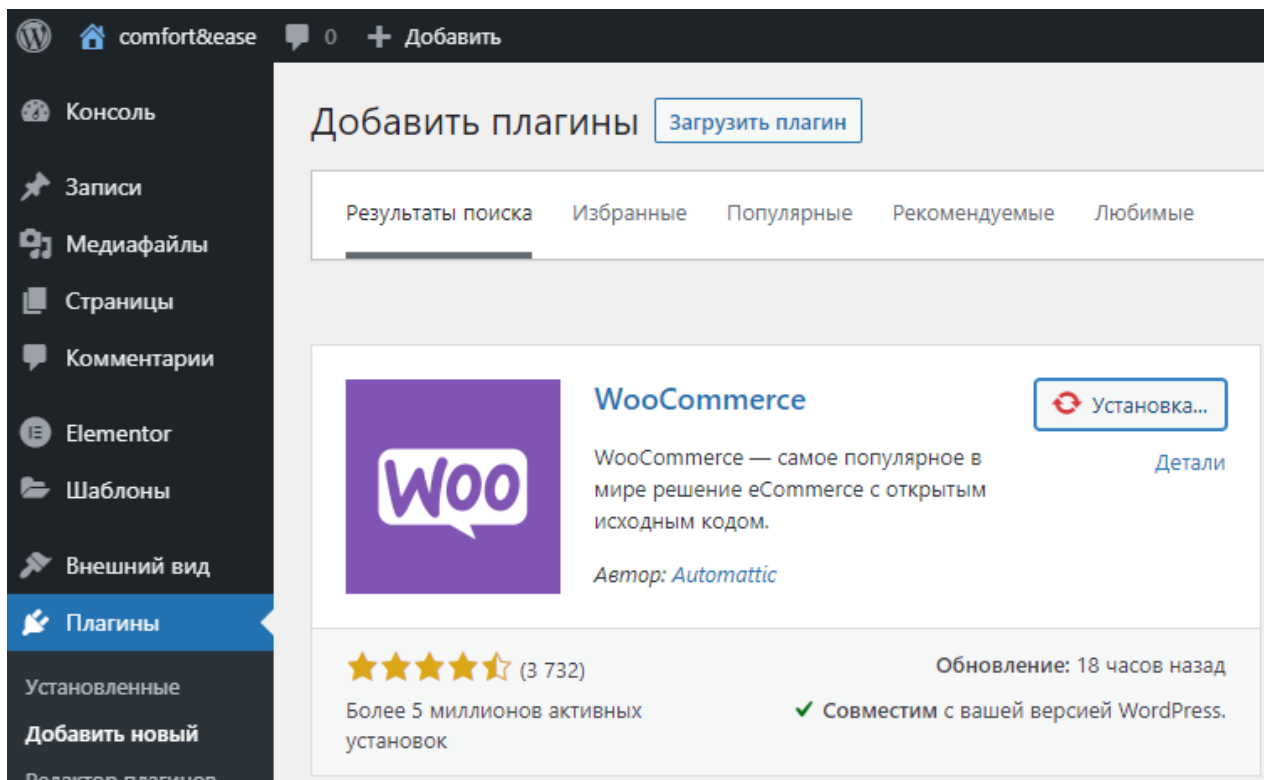 comfort&ease 0 Добавить
Консоль
Записи
Медиафайлы
Страницы
Комментарии
Elementor
Шаблоны
Внешний вид
Плагины
Установленные
Добавить новый
Редактор плагинов
Добавить плагины Загрузить плагин
Результаты поиска Избранные Популярные Рекомендуемые Любимые
Woo
WooCommerce
Установка...
Детали
WooCommerce — самое популярное в
мире решение eCommerce с открытым
исходным кодом.
Автор: Automattic
(3 732)
Более 5 миллионов активных
установок
Обновление: 18 часов назад
Совместим с вашей версией WordPress.